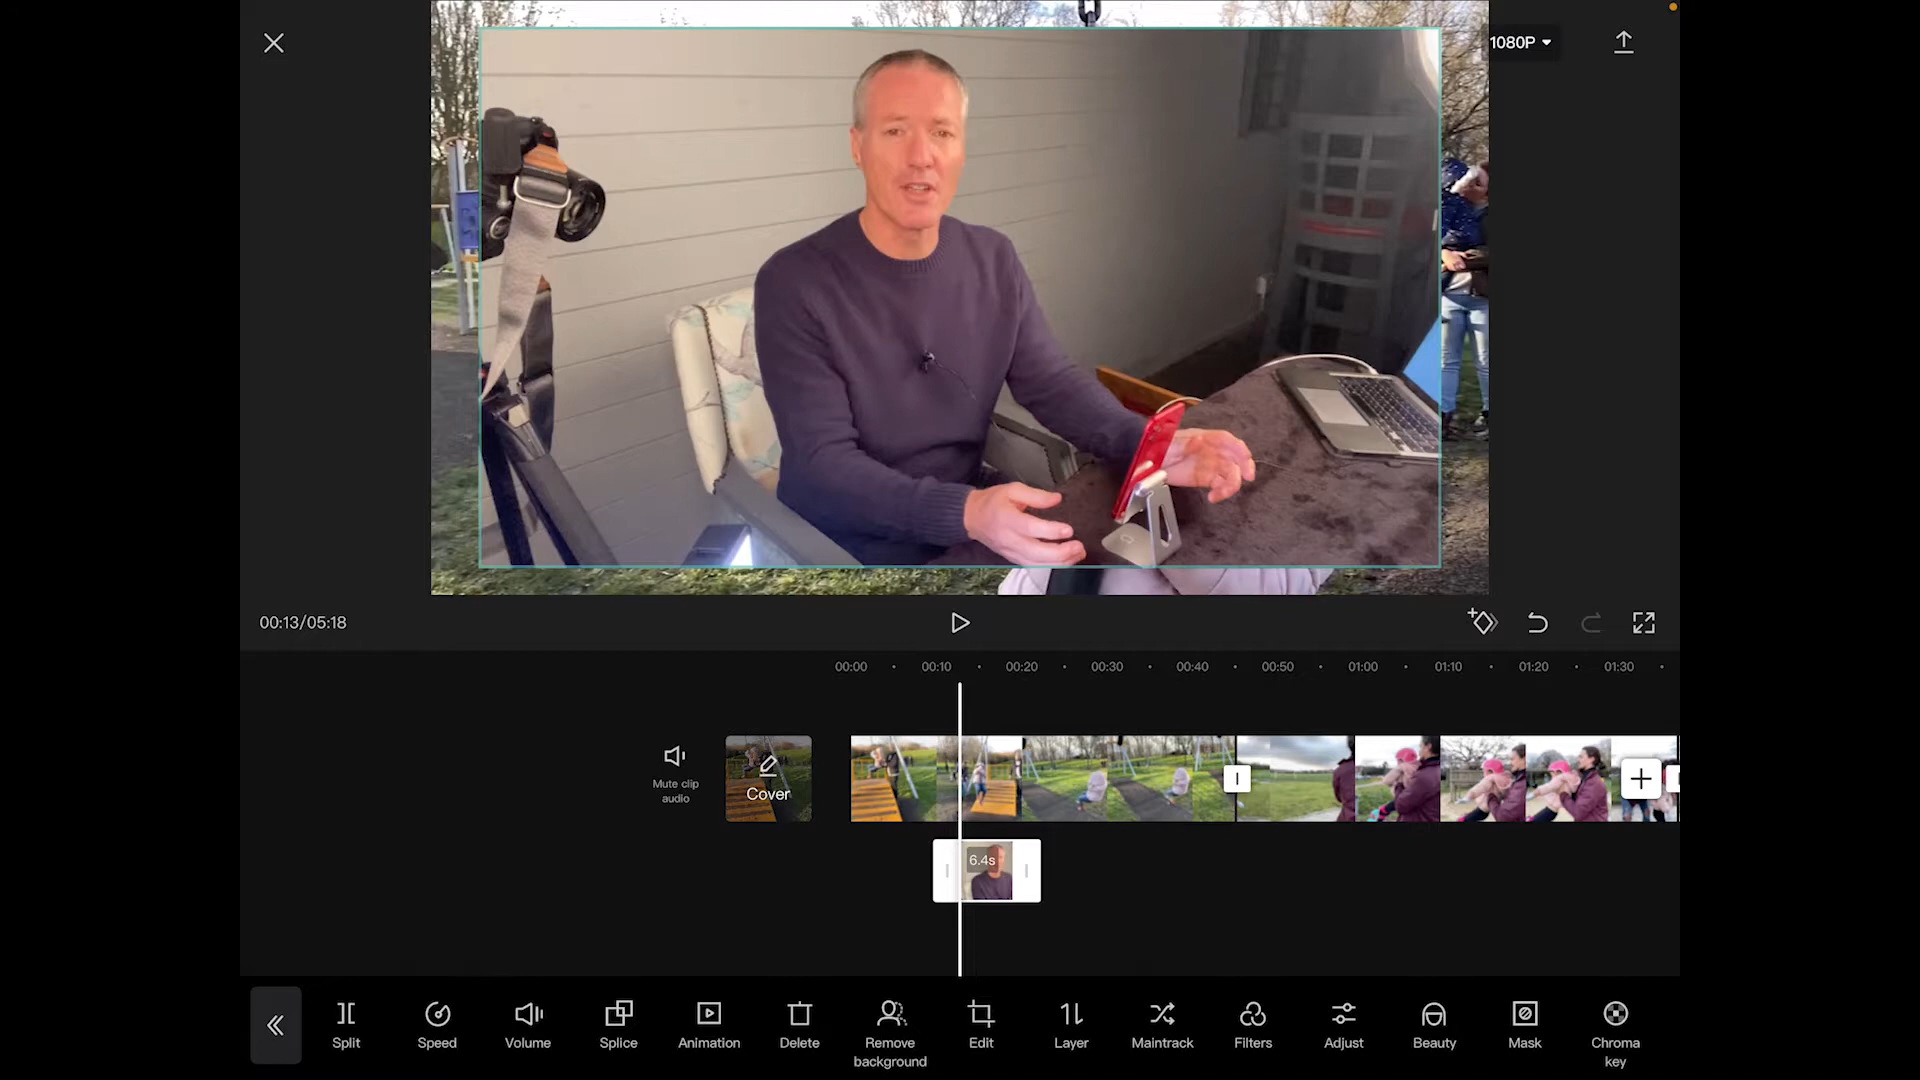 1080P
00:13/05:18
00:00 00:10 00:20 00:30 00:40 00:50 01:00 01:10 01:20 01:30
Mute clip
audio
Cover
6.4s
Split
Speed
Volume
Splice
Animation
Delete
Remove
background
Edit
Layer
Maintrack
Filters
Adjust
Beauty
Mask
Chroma
key